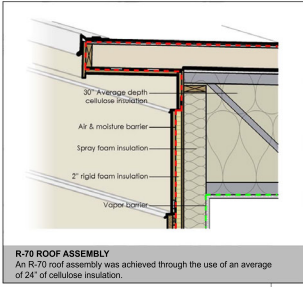 30" Average depth
cellulose insulation
Air & moisture barrier
Spray foam insulation
2" rigid foam insulation
Vapor barrier
R-70 ROOF ASSEMBLY
An R-70 roof assembly was achieved through the use of an average
of 24” of cellulose insulation.